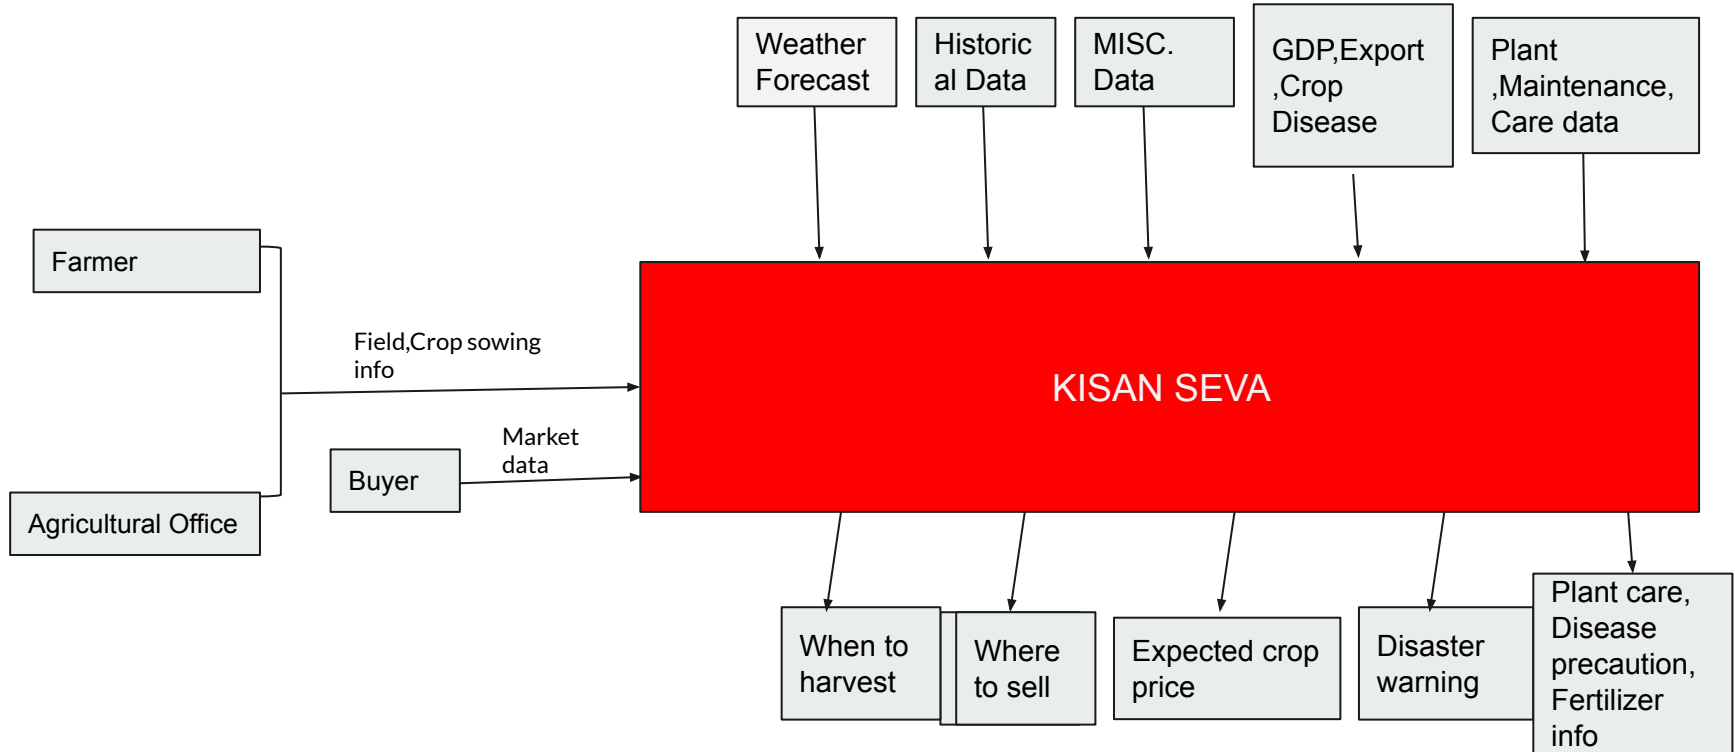 Weather
Forecast
Historic
al Data
MISC.
Data
GDP,Export
,Crop
Disease
Plant
,Maintenance,
Care data
Farmer
Field,Crop sowing
info
KISAN SEVA
Market
data
Buyer
Agricultural Office
When to
harvest
Where
to sell
Expected crop
price
Disaster
warning
Plant care,
Disease
precaution,
Fertilizer
info